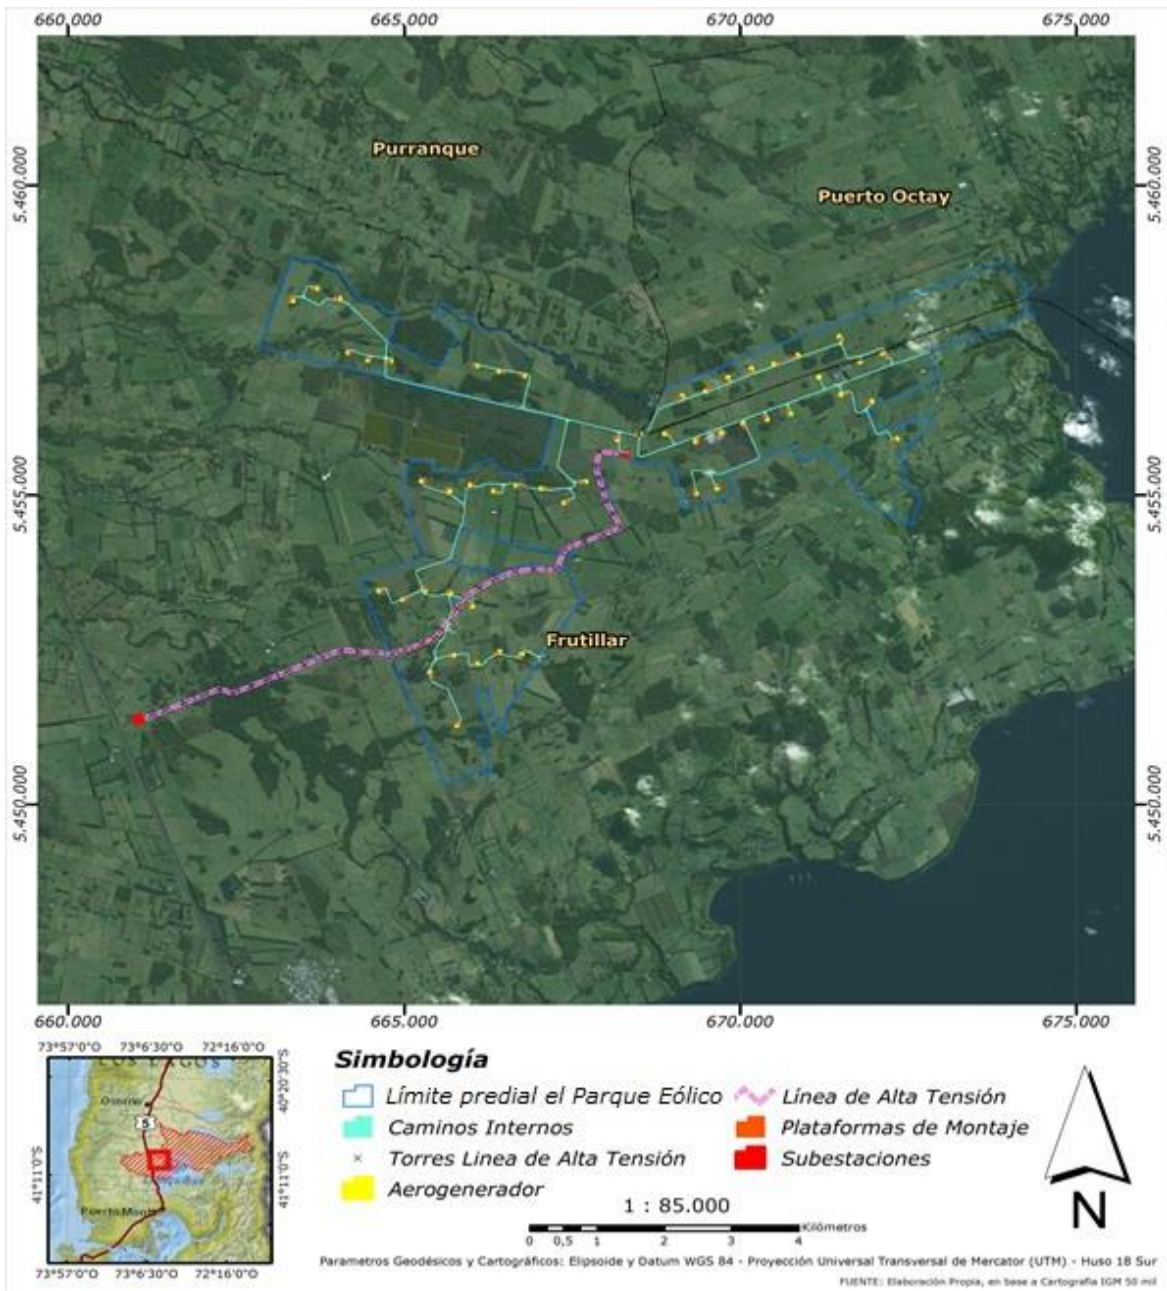 660.000 665.000 670.000 675.000
5.460.000 5.460.000
Purranque
Puerto Octay
5.455.000 5.455.000
Frutillar
5.450.000 5.450.000
660.000 665.000 670.000 675.000
73°57'0"O 73°6'30"O 72°16'0"O
LOS LAGOS
40°20'30"S
Osorno
5
41°11'0"S 41°11'0"S
Puerto Montt
73°57'0"O 73°6'30"O 72°16'0"O
Simbología
Límite predial el Parque Eólico
Línea de Alta Tensión
Caminos Internos
Plataformas de Montaje
Torres Linea de Alta Tensión
Subestaciones
Aerogenerador
1 : 85.000
Kilómetros
0 0,5 1 2 3 4
N
Parametros Geodésicos y Cartográficos: Elipsoide y Datum WGS 84 - Proyección Universal Transversal de Mercator (UTM) - Huso 18 Sur
FUENTE: Elaboración Propia, en base a Cartografía IGM 50 mil